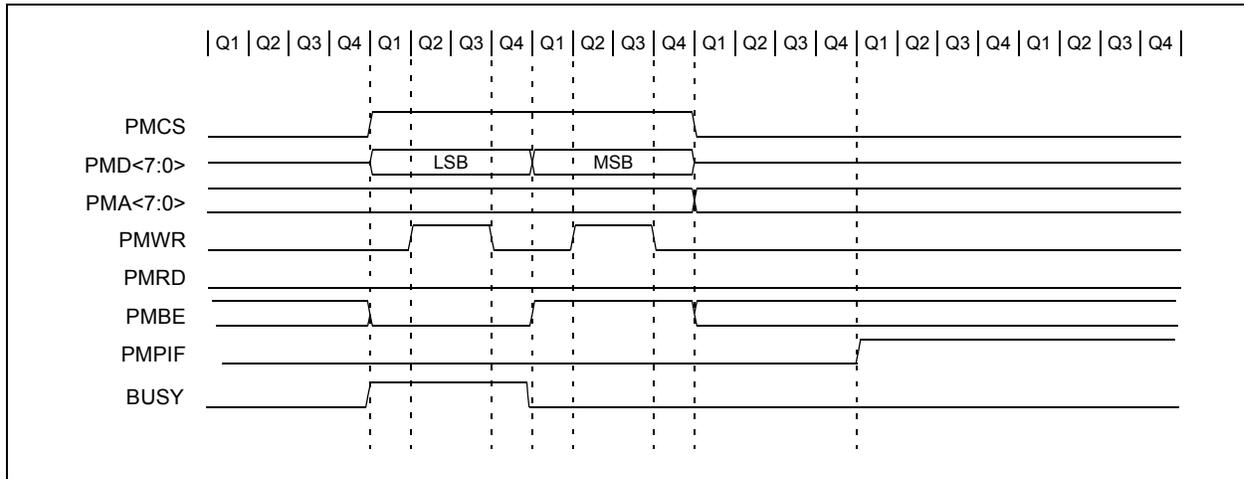 | Q1 | Q2 | Q3 | Q4 | Q1 | Q2 | Q3 | Q4 | Q1 | Q2 | Q3 | Q4 | Q1 | Q2 | Q3 | Q4 | Q1 | Q2 | Q3 | Q4 | Q1 | Q2 | Q3 | Q4 |
PMCS
PMD<7:0> LSB MSB
PMA<7:0>
PMWR
PMRD
PMBE
PMPIF
BUSY